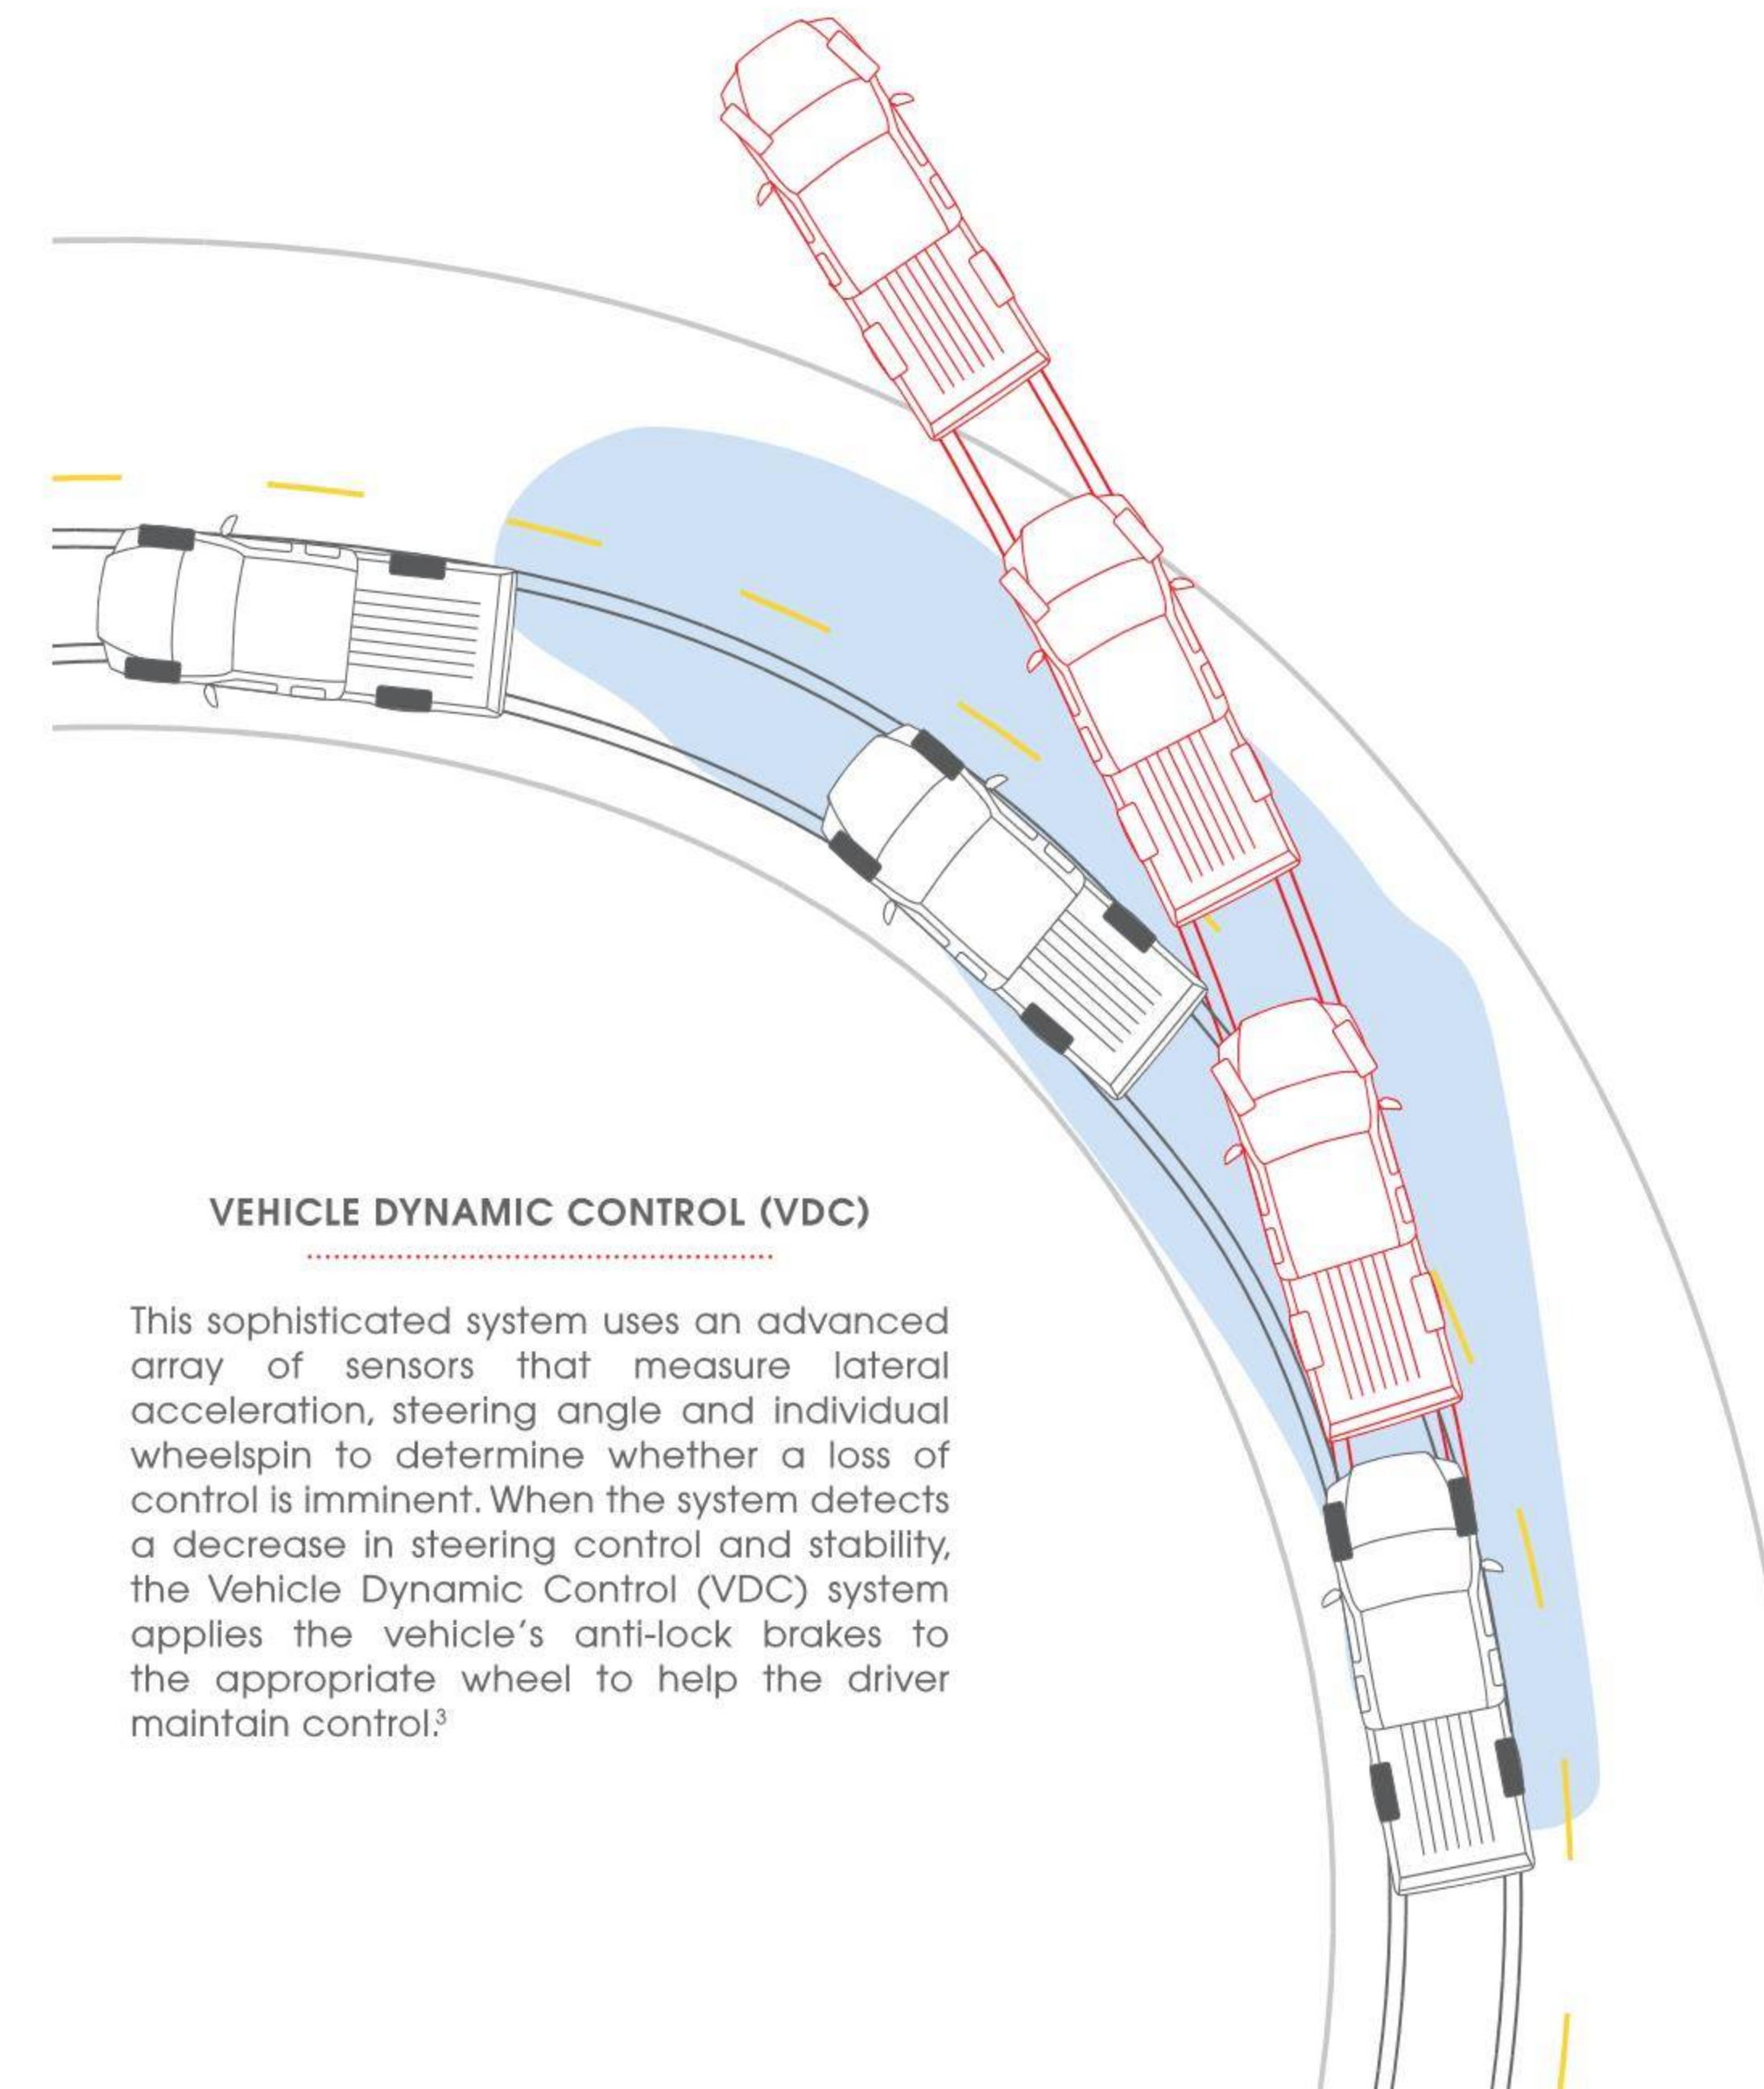 VEHICLE DYNAMIC CONTROL (VDC)
This sophisticated system uses an advanced
array of sensors that measure lateral
acceleration, steering angle and individual
wheelspin to determine whether a loss of
control is imminent. When the system detects
a decrease in steering control and stability,
the Vehicle Dynamic Control (VDC) system
applies the vehicle's anti-lock brakes to
the appropriate wheel to help the driver
maintain control.³